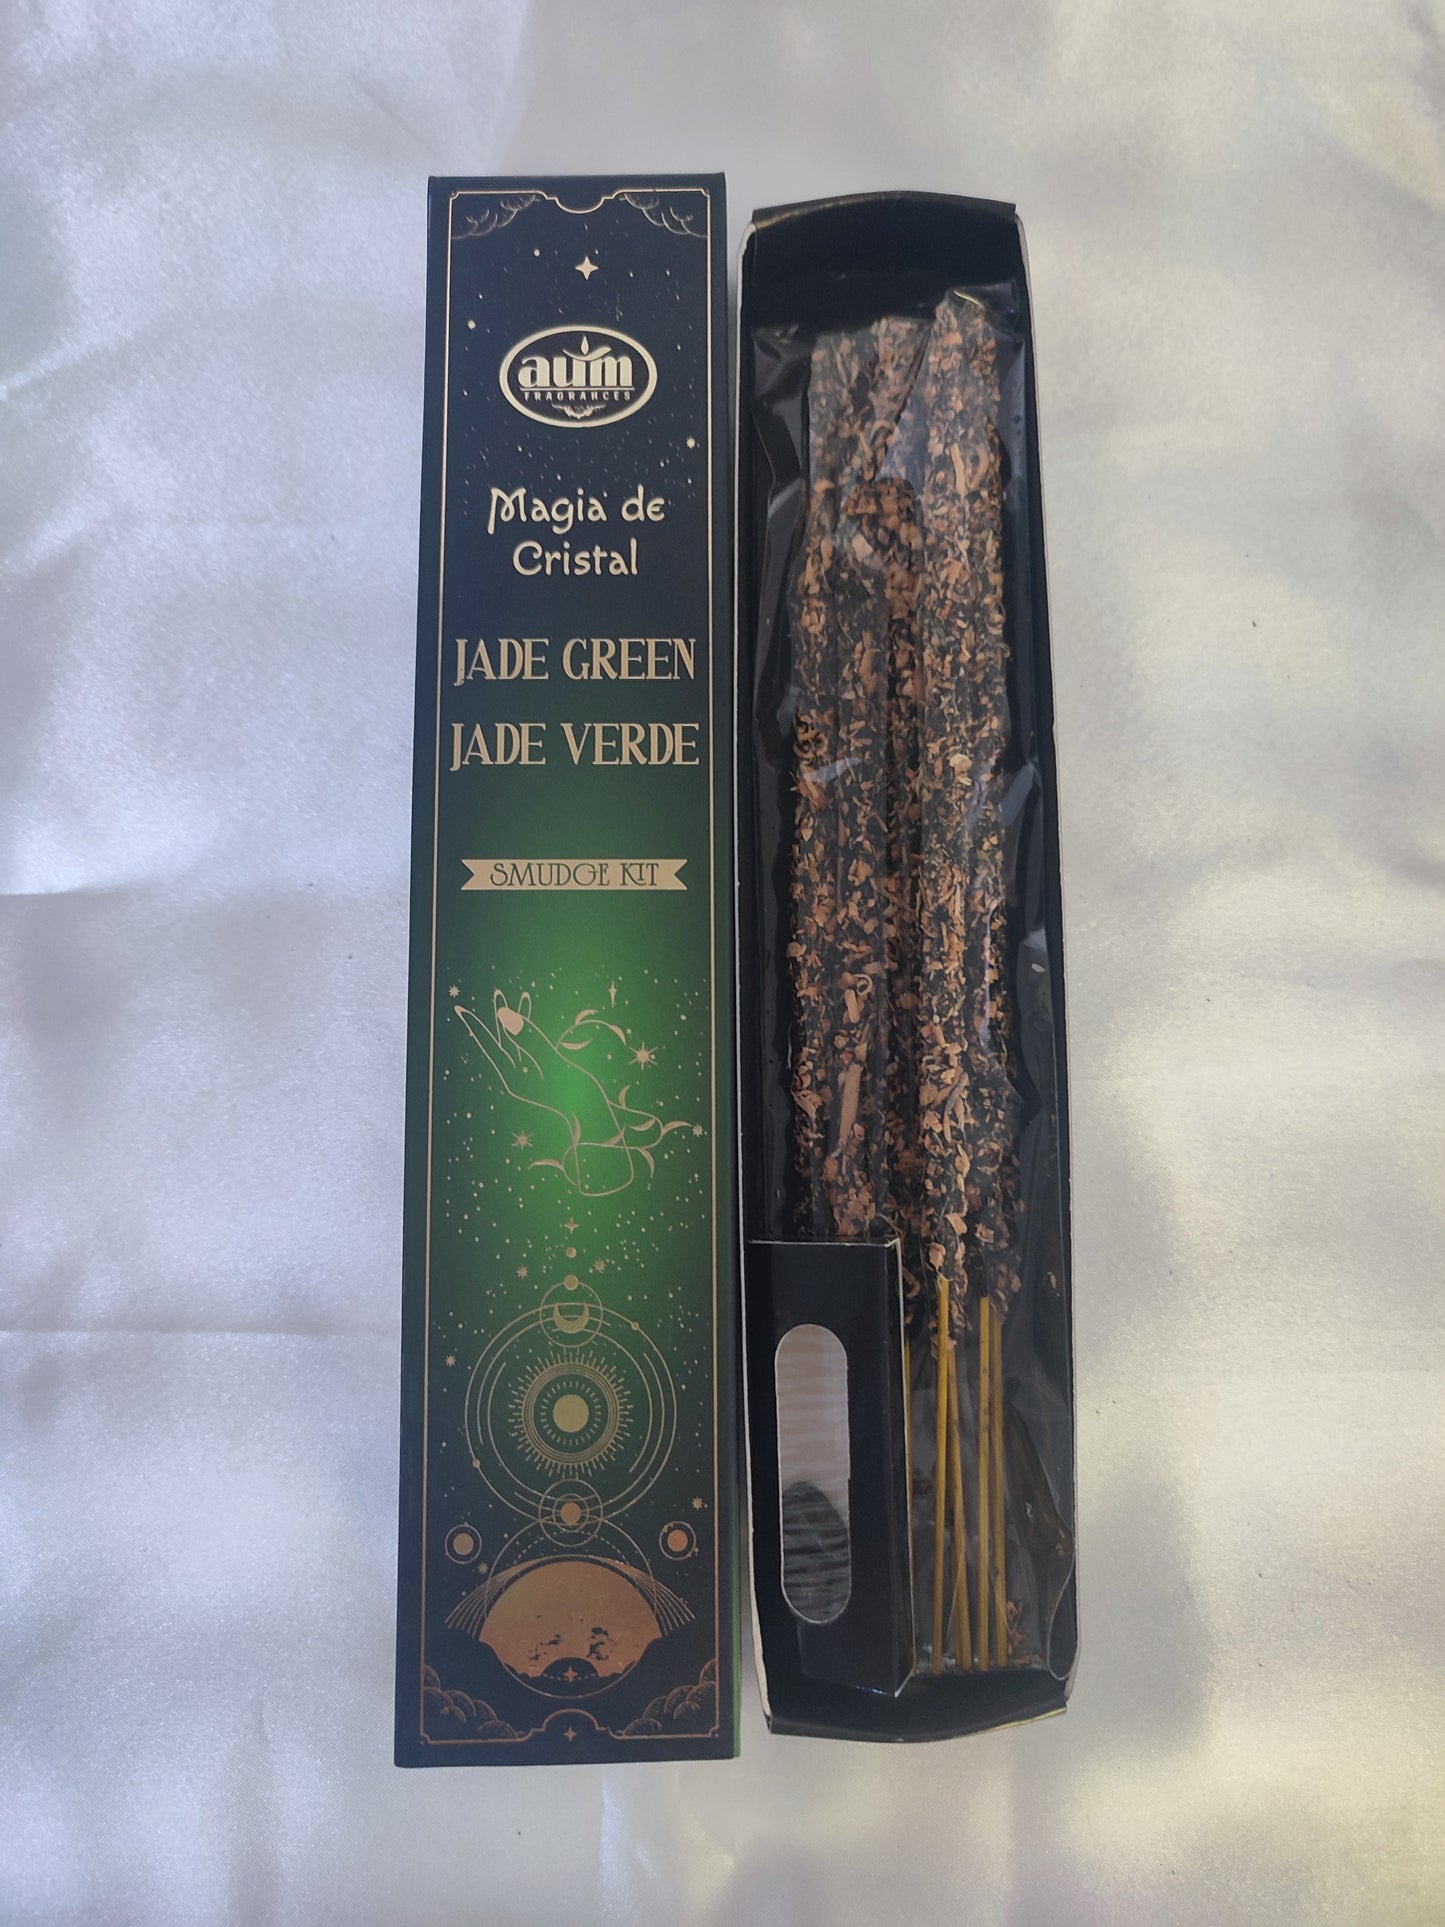 aum
FRAGRANCES
Magia de
Cristal
JADE GREEN
JADE VERDE
SMUDGE KIT